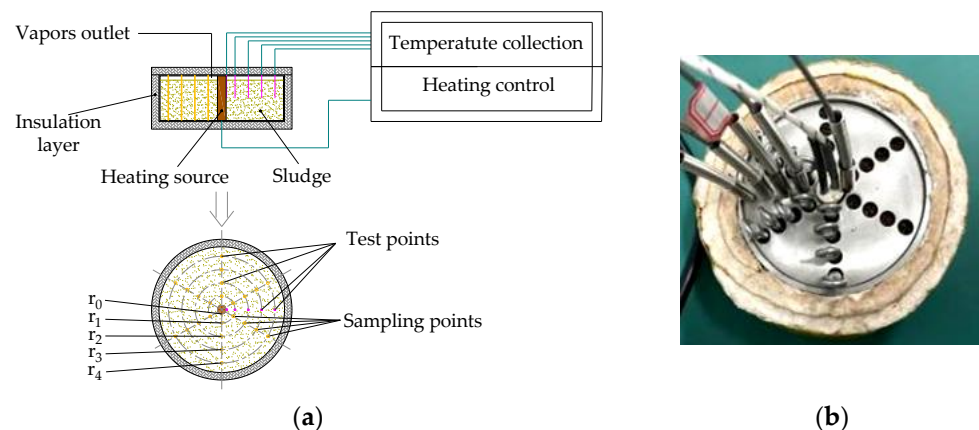 Vapors outlet
Temperatute collection
Heating control
Insulation
layer
Heating source
Sludge
Test points
r0
r1
Sampling points
r2
r3
r4
(a)
(b)